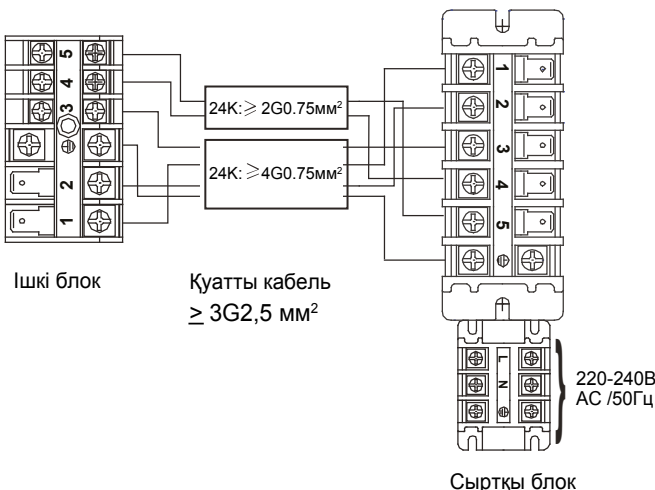 5
4
3
2
1
24K:≥ 2G0.75мм²
24K:≥4G0.75мм²
1
2
3
4
5
Ішкі блок
Қуатты кабель
≥ 3G2,5 мм²
L
N
220-240В
AC /50Гц
Сыртқы блок